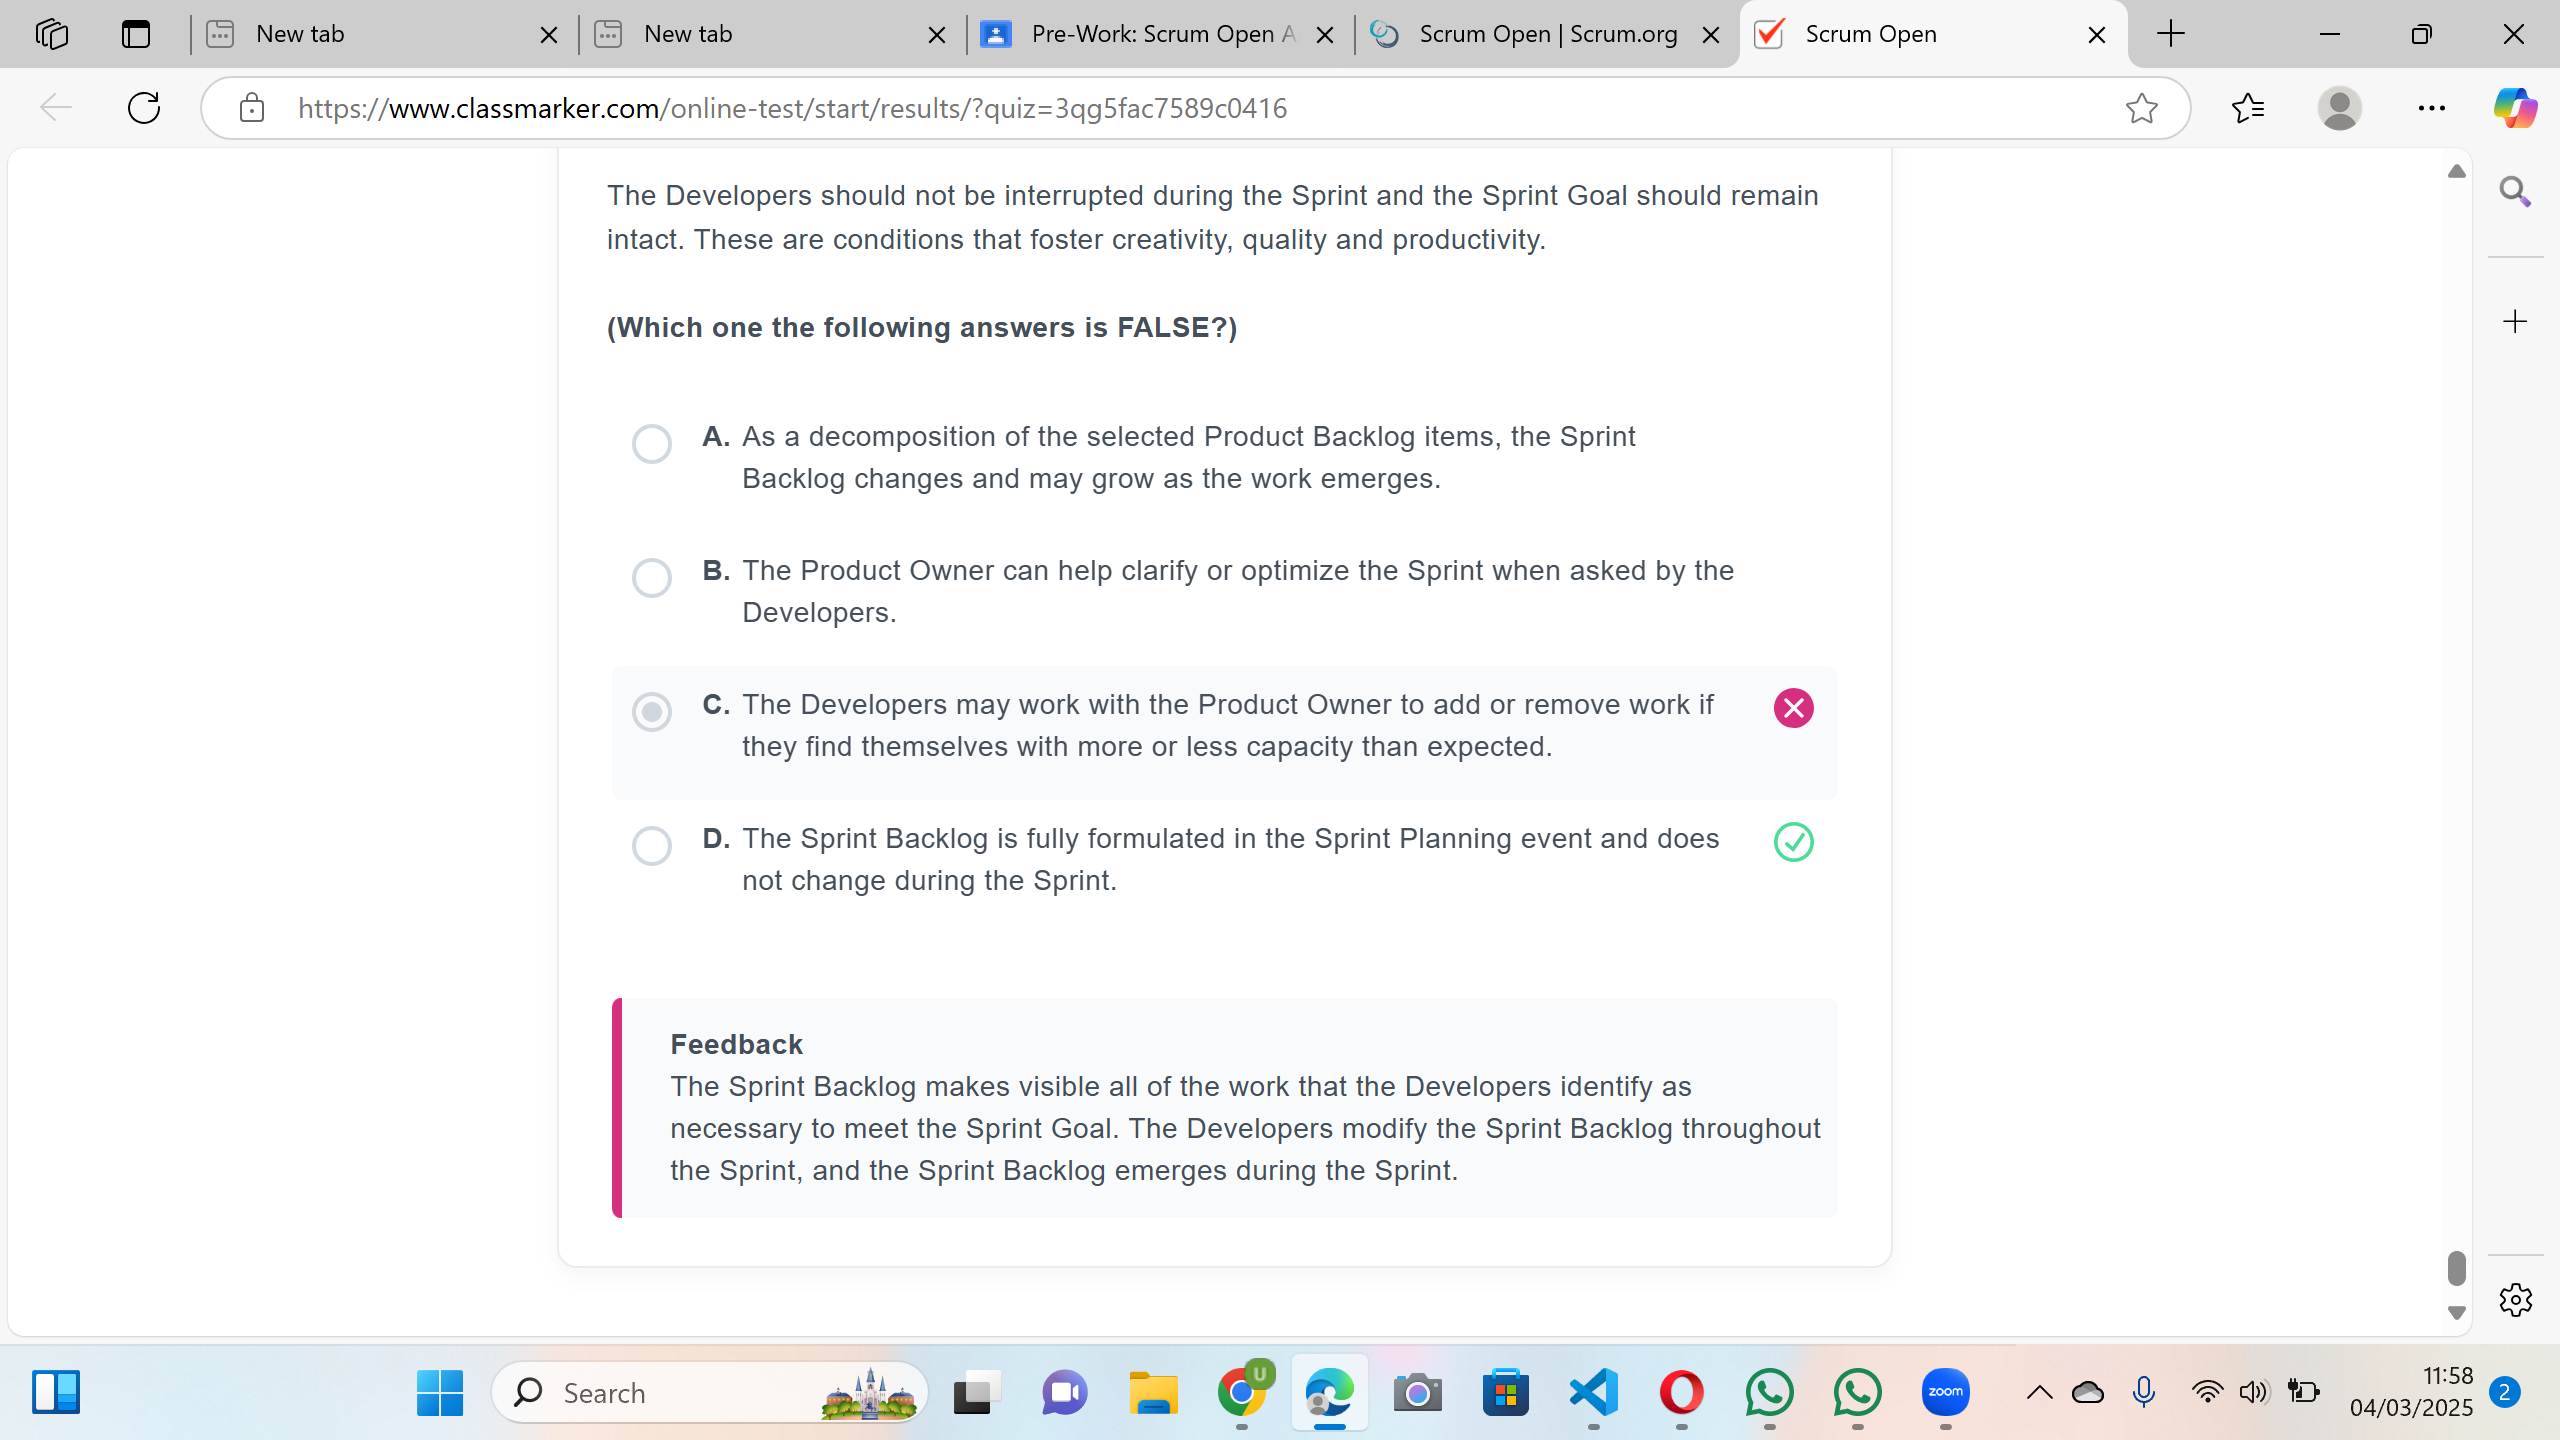 New tab
New tab
Pre-Work: Scrum Open A
Scrum Open | Scrum.org
Scrum Open
https://www.classmarker.com/online-test/start/results/?quiz=3qg5fac7589c0416
The Developers should not be interrupted during the Sprint and the Sprint Goal should remain
intact. These are conditions that foster creativity, quality and productivity.
(Which one the following answers is FALSE?)
A. As a decomposition of the selected Product Backlog items, the Sprint
Backlog changes and may grow as the work emerges.
B. The Product Owner can help clarify or optimize the Sprint when asked by the
Developers.
C. The Developers may work with the Product Owner to add or remove work if
they find themselves with more or less capacity than expected.
D. The Sprint Backlog is fully formulated in the Sprint Planning event and does
not change during the Sprint.
Feedback
The Sprint Backlog makes visible all of the work that the Developers identify as
necessary to meet the Sprint Goal. The Developers modify the Sprint Backlog throughout
the Sprint, and the Sprint Backlog emerges during the Sprint.
Search
U
zoom
11:58
04/03/2025
2